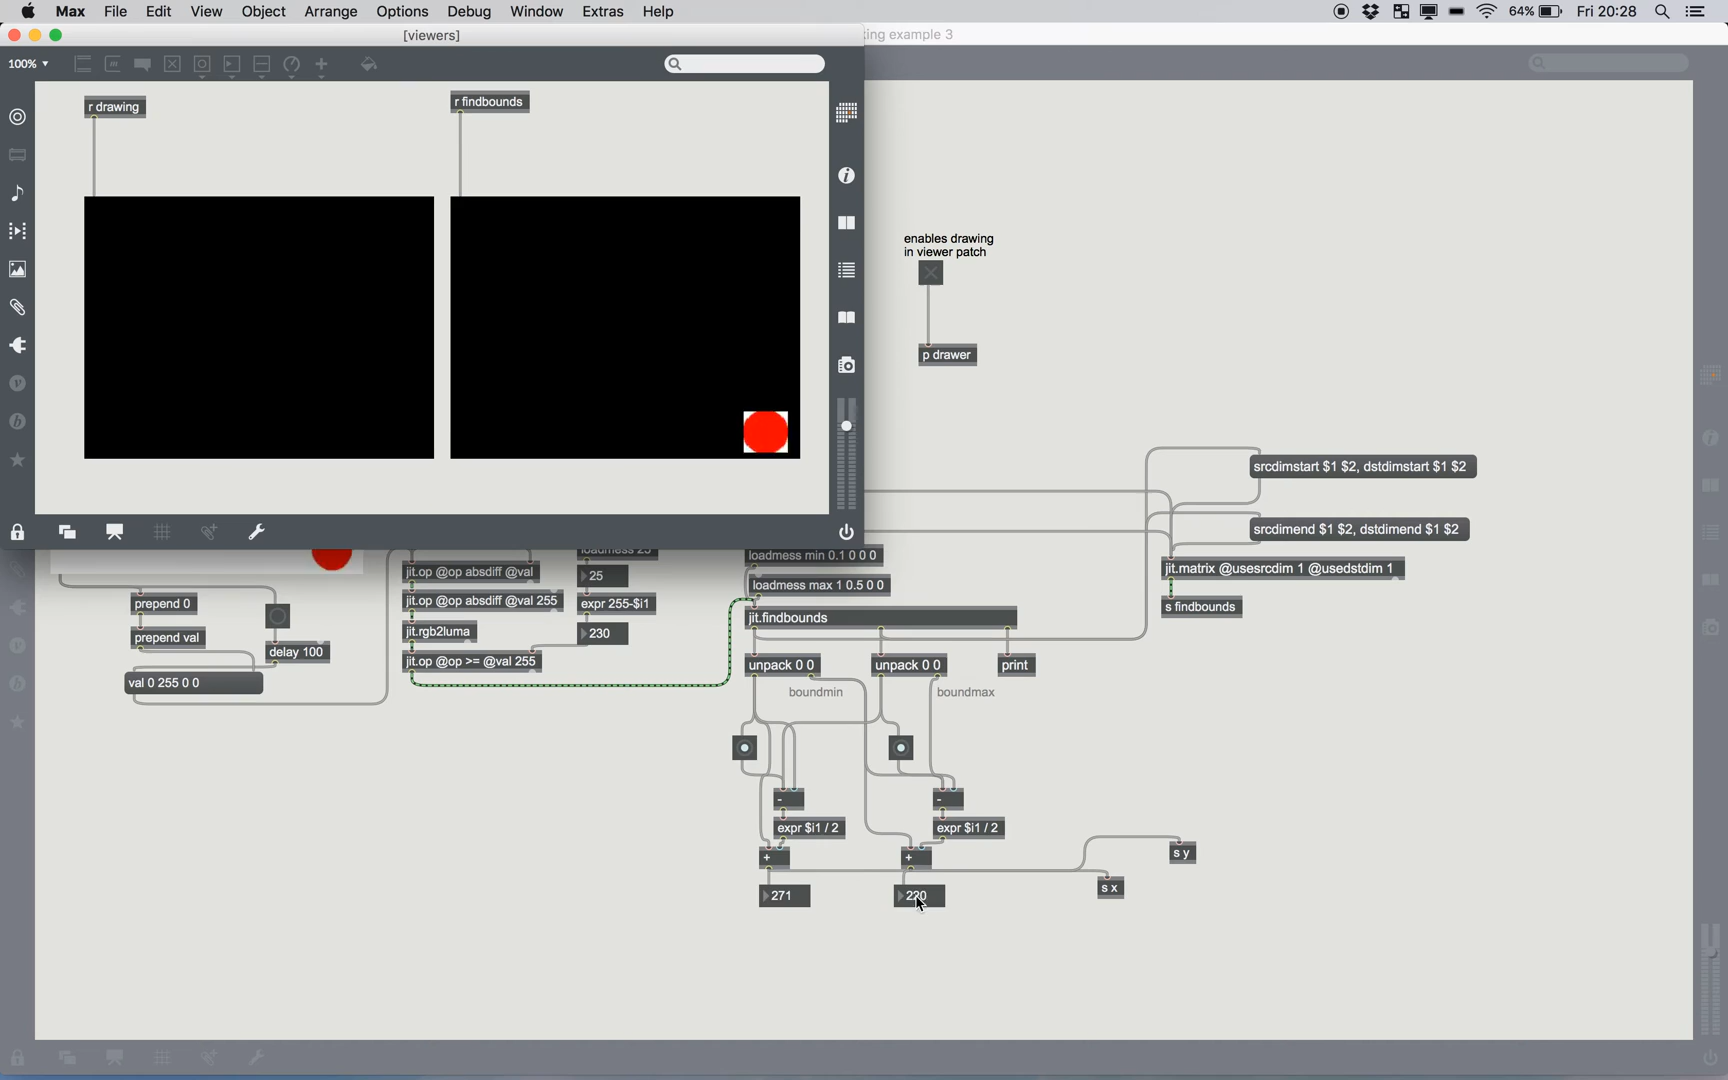 Max File Edit View Object Arrange Options Debug Window Extras Help
64% Fri 20:28
[viewers]
king example 3
100%
r drawing
r findbounds
enables drawing
in viewer patch
p drawer
srcdimstart $1 $2, dstdimstart $1 $2
srcdimend $1 $2, dstdimend $1 $2
jit.matrix @usesrcdim 1 @usedstdim 1
s findbounds
loadmess 25
loadmess min 0.1 0 0 0
jit.op @op absdiff @val
25
loadmess max 1 0.5 0 0
prepend 0
jit.op @op absdiff @val 255
expr 255-$i1
jit.findbounds
prepend val
jit.rgb2luma
230
delay 100
jit.op @op >= @val 255
unpack 0 0
unpack 0 0
print
val 0 255 0 0
boundmin
boundmax
-
-
expr $i1 / 2
expr $i1 / 2
+
+
s y
s x
271
220